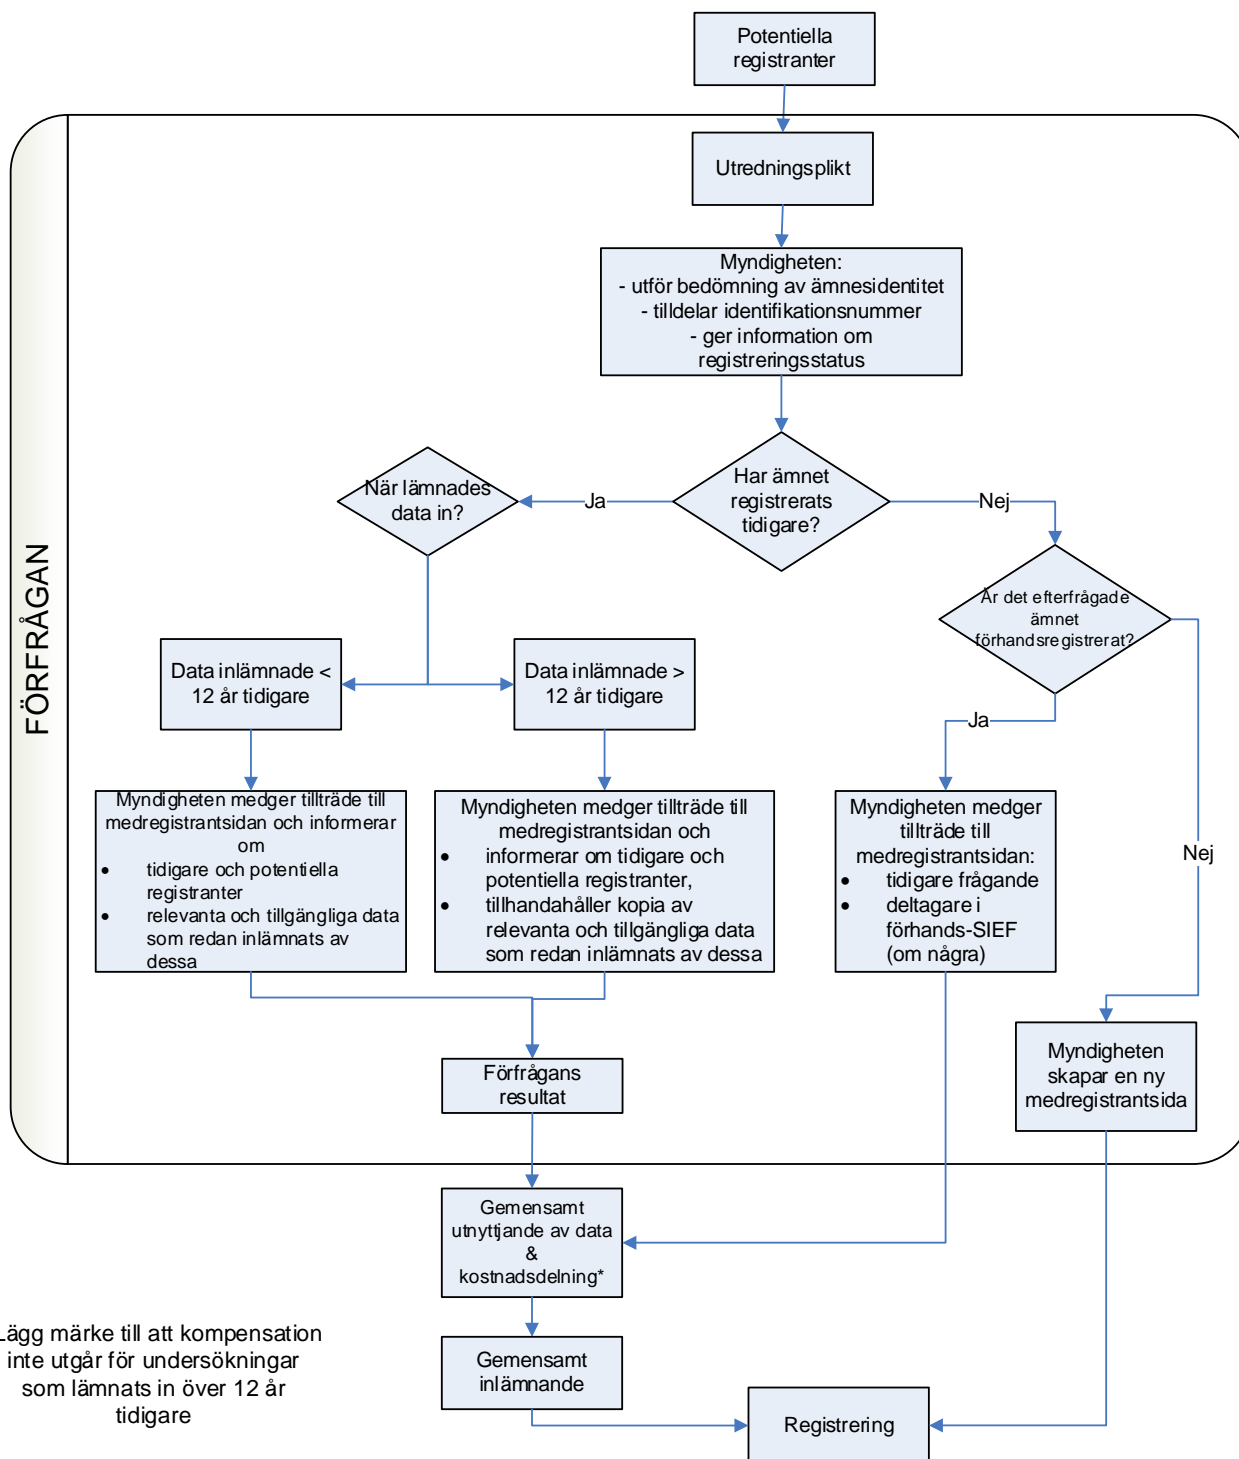 Potentiella
registranter
Utredningsplikt
Myndigheten:
- utför bedömning av ämnesidentitet
- tilldelar identifikationsnummer
- ger information om
registreringsstatus
När lämnades
data in?
Ja
Har ämnet
registrerats
tidigare?
Nej
Är det efterfrågade
ämnet
förhandsregistrerat?
FÖRFRÅGAN
Data inlämnade <
12 år tidigare
Data inlämnade >
12 år tidigare
Ja
Nej
Myndigheten medger tillträde till
medregistrantsidan och informerar
om
• tidigare och potentiella
registranter
• relevanta och tillgängliga data
som redan inlämnats av
dessa
Myndigheten medger tillträde till
medregistrantsidan och
• informerar om tidigare och
potentiella registranter,
• tillhandahåller kopia av
relevanta och tillgängliga data
som redan inlämnats av dessa
Myndigheten medger
tillträde till
medregistrantsidan:
• tidigare frågande
• deltagare i
förhands-SIEF
(om några)
Myndigheten
skapar en ny
medregistrantsida
Förfrågans
resultat
Gemensamt
utnyttjande av data
&
kostnadsdelning*
Lägg märke till att kompensation
inte utgår för undersökningar
som lämnats in över 12 år
tidigare
Gemensamt
inlämnande
Registrering